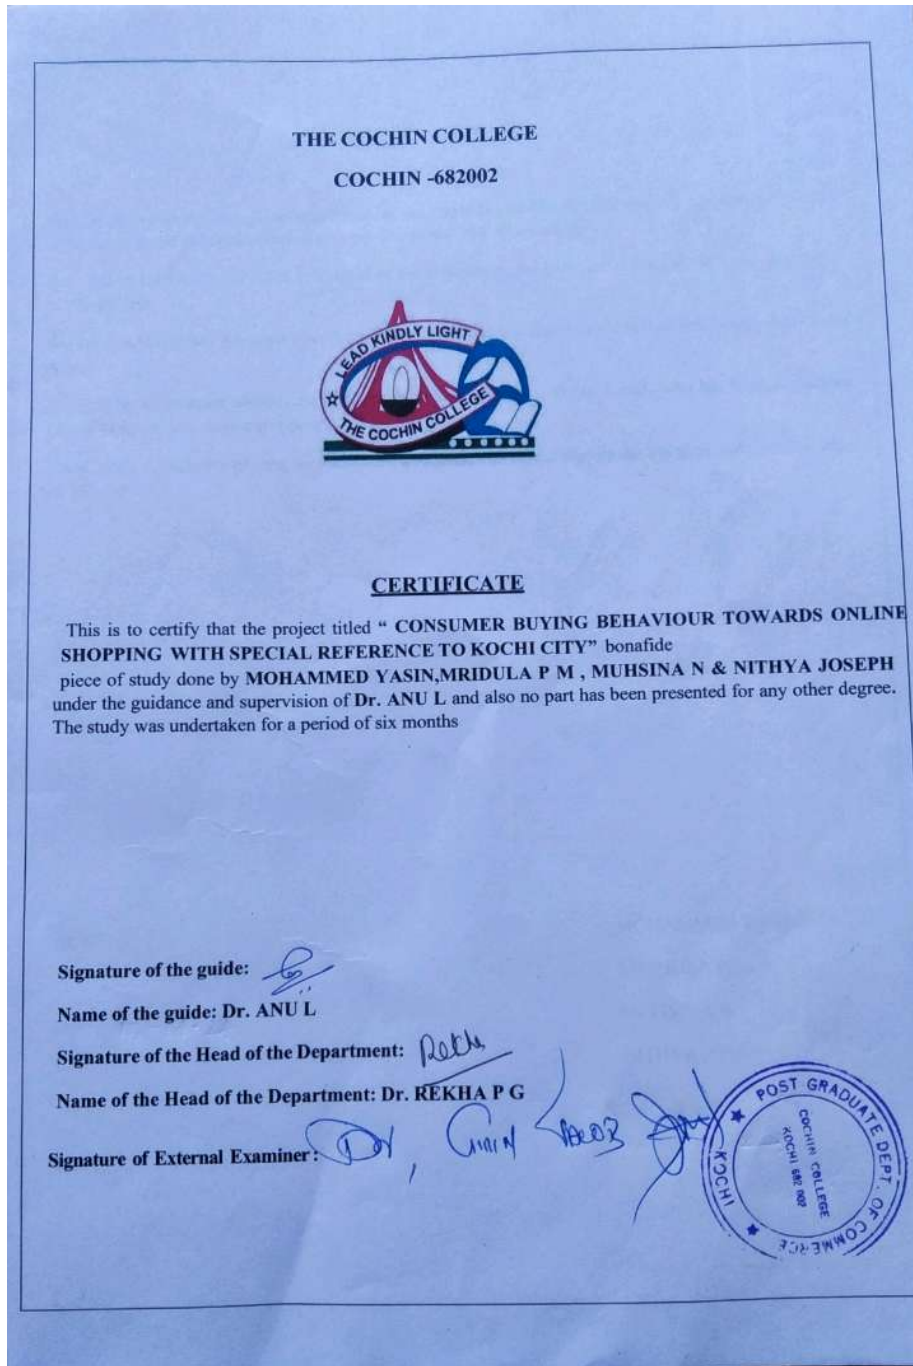 THE COCHIN COLLEGE
COCHIN -682002
LEAD KINDLY LIGHT
THE COCHIN COLLEGE
CERTIFICATE
This is to certify that the project titled “ CONSUMER BUYING BEHAVIOUR TOWARDS ONLINE
SHOPPING WITH SPECIAL REFERENCE TO KOCHI CITY” bonafide
piece of study done by MOHAMMED YASIN,MRIDULA P M , MUHSINA N & NITHYA JOSEPH
under the guidance and supervision of Dr. ANU L and also no part has been presented for any other degree.
The study was undertaken for a period of six months
Signature of the guide:
Name of the guide: Dr. ANU L
Signature of the Head of the Department: Rekha
Name of the Head of the Department: Dr. REKHA P G
Signature of External Examiner :
POST GRADUATE DEPT. OF COMMERCE
KOCHI
COCHIN COLLEGE
KOCHI 682 002